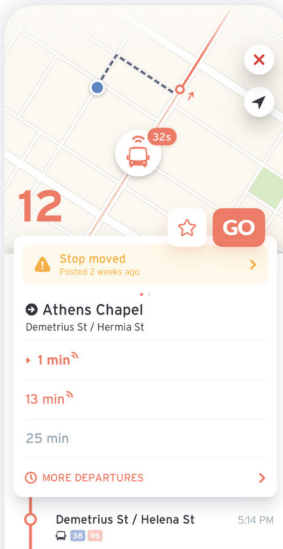 32s
12
GO
Stop moved
Posted 2 weeks ago
Athens Chapel
Demetrius St / Hermia St
1 min
13 min
25 min
MORE DEPARTURES
Demetrius St / Helena St 5:14 PM
38 96